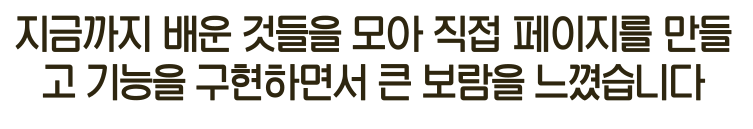 지금까지 배운 것들을 모아 직접 페이지를 만들
고 기능을 구현하면서 큰 보람을 느꼈습니다